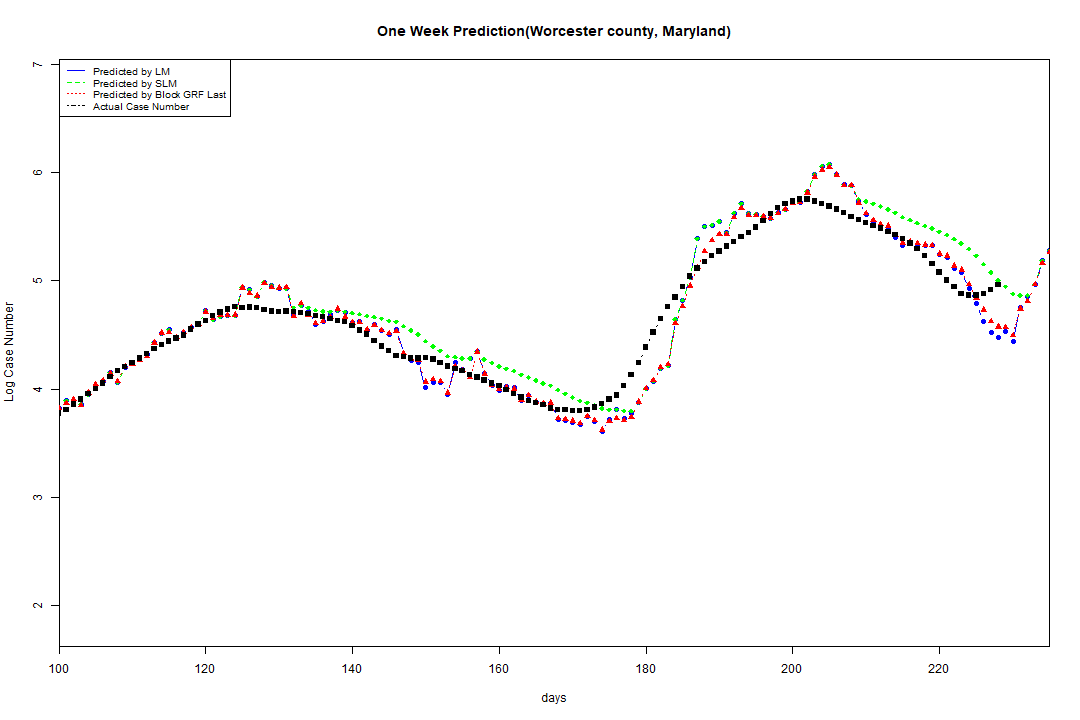 One Week Prediction(Worcester county, Maryland)
Predicted by LM
Predicted by SLM
Predicted by Block GRF Last
Actual Case Number
7
6
5
4
3
2
Log Case Number
100 120 140 160 180 200 220
days